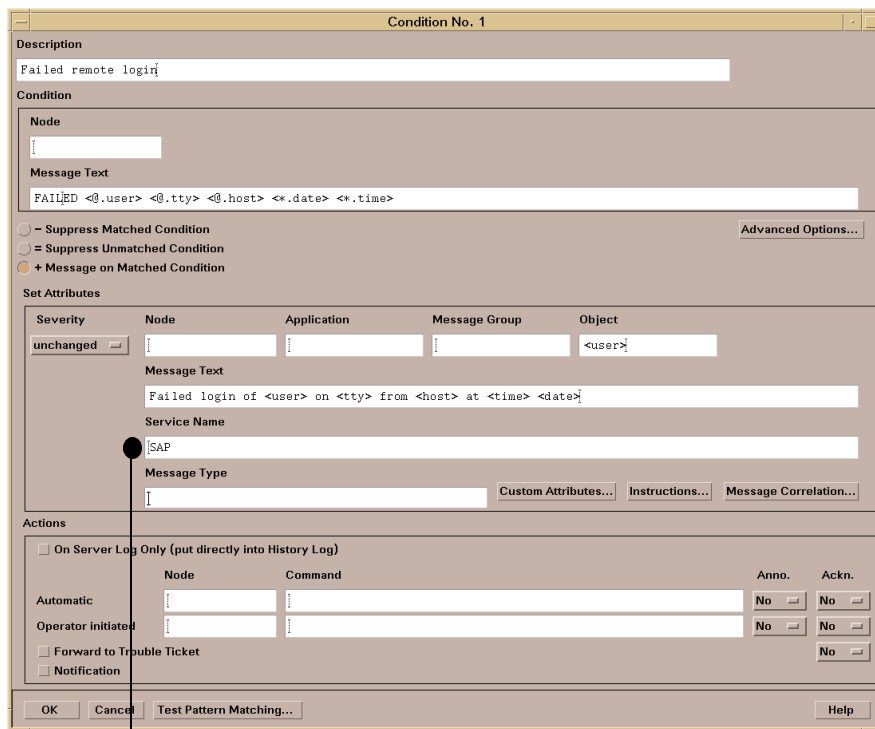 Condition No. 1
Description
Failed remote login
Condition
Node
Message Text
FAILED <@.user> <@.tty> <@.host> <*.date> <*.time>
- Suppress Matched Condition
Advanced Options...
= Suppress Unmatched Condition
+ Message on Matched Condition
Set Attributes
Severity Node Application Message Group Object
unchanged <user>
Message Text
Failed login of <user> on <tty> from <host> at <time> <date>
Service Name
SAP
Message Type
Custom Attributes... Instructions... Message Correlation...
Actions
On Server Log Only (put directly into History Log)
Node Command Anno. Ackn.
Automatic No No
Operator initiated No No
Forward to Trouble Ticket No
Notification
OK Cancel Test Pattern Matching... Help